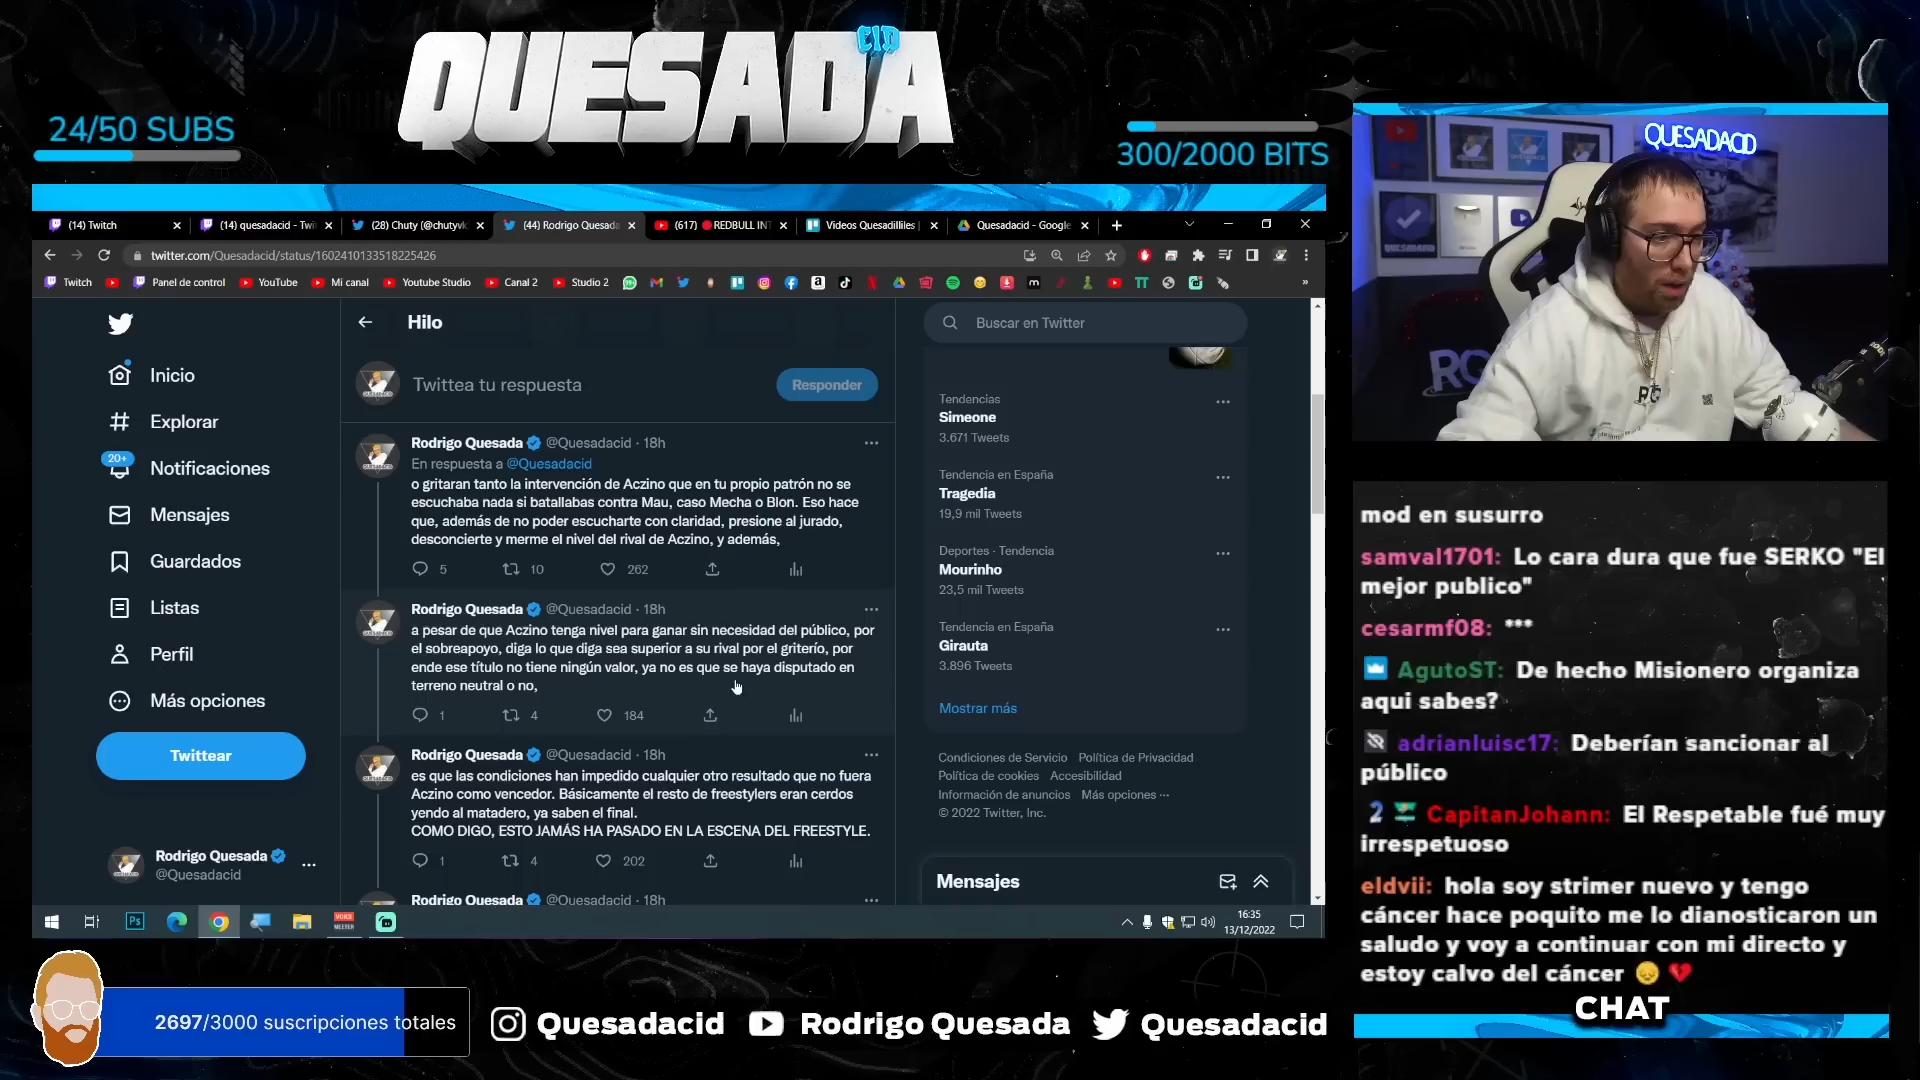 QUESADA
CID
24/50 SUBS
300/2000 BITS
QUESADACID
(14) Twitch
(14) quesadacid - Twi
(28) Chuty (@chutyvk
(44) Rodrigo Quesada
(617) 🔴REDBULL INT
Videos Quesadilliles |
Quesadacid - Google
twitter.com/Quesadacid/status/1602410133518225426
Twitch
Panel de control
YouTube
Mi canal
Youtube Studio
Canal 2
Studio 2
TT
»
Hilo
Buscar en Twitter
Inicio
Explorar
20+
Notificaciones
Mensajes
Guardados
Listas
Perfil
Más opciones
Twittear
Rodrigo Quesada
@Quesadacid
Twittea tu respuesta
Responder
Rodrigo Quesada @Quesadacid · 18h
En respuesta a @Quesadacid
o gritaran tanto la intervención de Aczino que en tu propio patrón no se
escuchaba nada si batallabas contra Mau, caso Mecha o Blon. Eso hace
que, además de no poder escucharte con claridad, presione al jurado,
desconcierte y merme el nivel del rival de Aczino, y además,
5 10 262
Rodrigo Quesada @Quesadacid · 18h
a pesar de que Aczino tenga nivel para ganar sin necesidad del público, por
el sobreapoyo, diga lo que diga sea superior a su rival por el griterío, por
ende ese título no tiene ningún valor, ya no es que se haya disputado en
terreno neutral o no,
1 4 184
Rodrigo Quesada @Quesadacid · 18h
es que las condiciones han impedido cualquier otro resultado que no fuera
Aczino como vencedor. Básicamente el resto de freestylers eran cerdos
yendo al matadero, ya saben el final.
COMO DIGO, ESTO JAMÁS HA PASADO EN LA ESCENA DEL FREESTYLE.
1 4 202
Rodrigo Quesada @Quesadacid · 18h
Tendencias
Simeone
3.671 Tweets
Tendencia en España
Tragedia
19,9 mil Tweets
Deportes · Tendencia
Mourinho
23,5 mil Tweets
Tendencia en España
Girauta
3.896 Tweets
Mostrar más
Condiciones de Servicio Política de Privacidad
Política de cookies Accesibilidad
Información de anuncios Más opciones ···
© 2022 Twitter, Inc.
Mensajes
Ps
VOICE
MEETER
16:35
13/12/2022
mod en susurro
samval1701: Lo cara dura que fue SERKO "El
mejor publico"
cesarmf08: ***
AgutoST: De hecho Misionero organiza
aqui sabes?
adrianluisc17: Deberían sancionar al
público
2 CapitanJohann: El Respetable fué muy
irrespetuoso
eldvii: hola soy strimer nuevo y tengo
cáncer hace poquito me lo dianosticaron un
saludo y voy a continuar con mi directo y
estoy calvo del cáncer 😞 💔
CHAT
2697/3000 suscripciones totales
Quesadacid
Rodrigo Quesada
Quesadacid